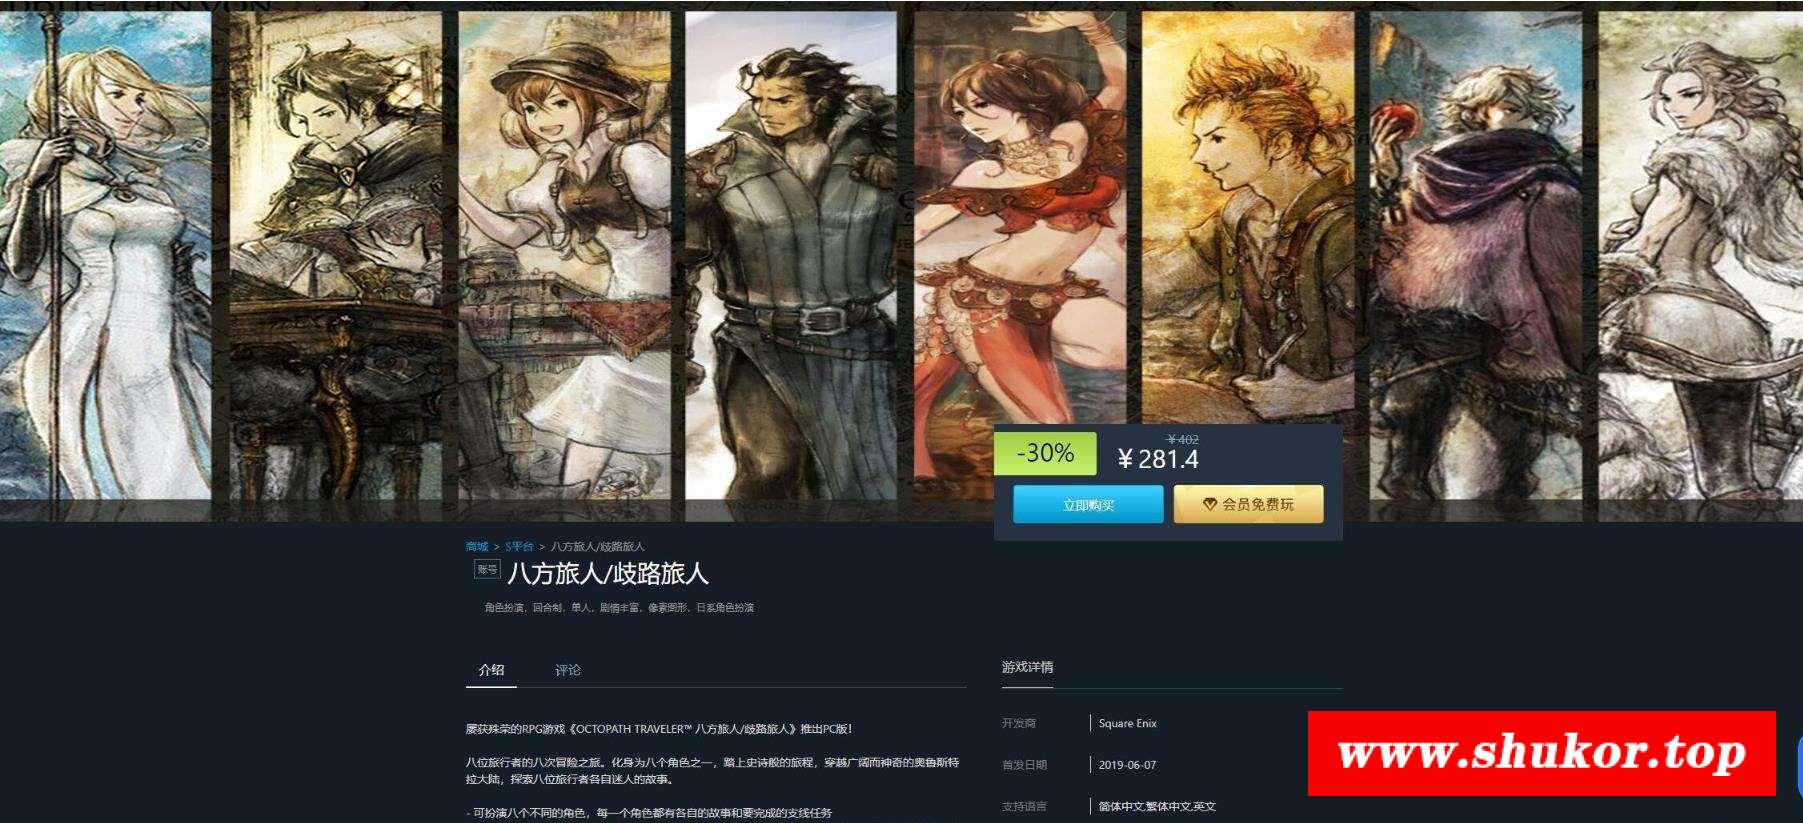 -30%
￥402
￥281.4
立即购买
会员免费玩
商城 > S平台 > 八方旅人/歧路旅人
账号
八方旅人/歧路旅人
角色扮演, 回合制, 单人, 剧情丰富, 像素图形, 日系角色扮演
介绍
评论
屡获殊荣的RPG游戏《OCTOPATH TRAVELER™ 八方旅人/歧路旅人》推出PC版！
八位旅行者的八次冒险之旅。化身为八个角色之一，踏上史诗般的旅程，穿越广阔而神奇的奥鲁斯特
拉大陆，探索八位旅行者各自迷人的故事。
- 可扮演八个不同的角色，每一个角色都有各自的故事和要完成的支线任务
游戏详情
开发商
Square Enix
首发日期
2019-06-07
支持语言
简体中文,繁体中文,英文
www.shukor.top